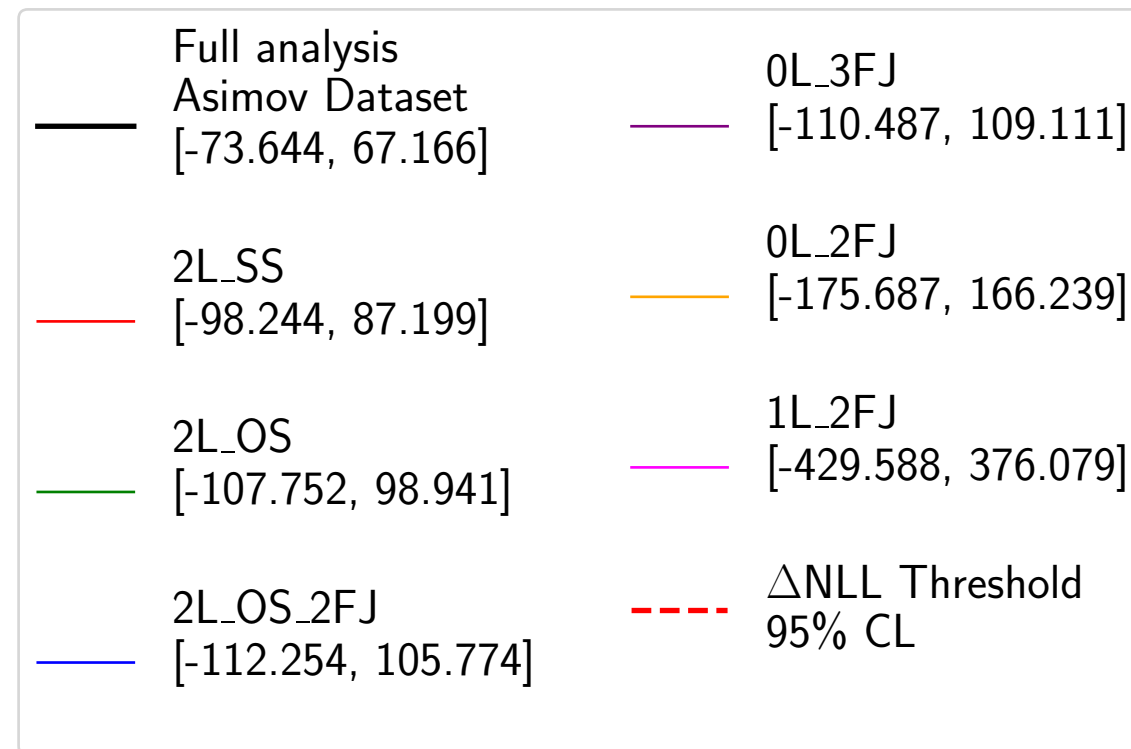 Full analysis
Asimov Dataset
[-73.644, 67.166]
2L_SS
[-98.244, 87.199]
2L_OS
[-107.752, 98.941]
2L_OS_2FJ
[-112.254, 105.774]
0L_3FJ
[-110.487, 109.111]
0L_2FJ
[-175.687, 166.239]
1L_2FJ
[-429.588, 376.079]
ΔNLL Threshold
95% CL